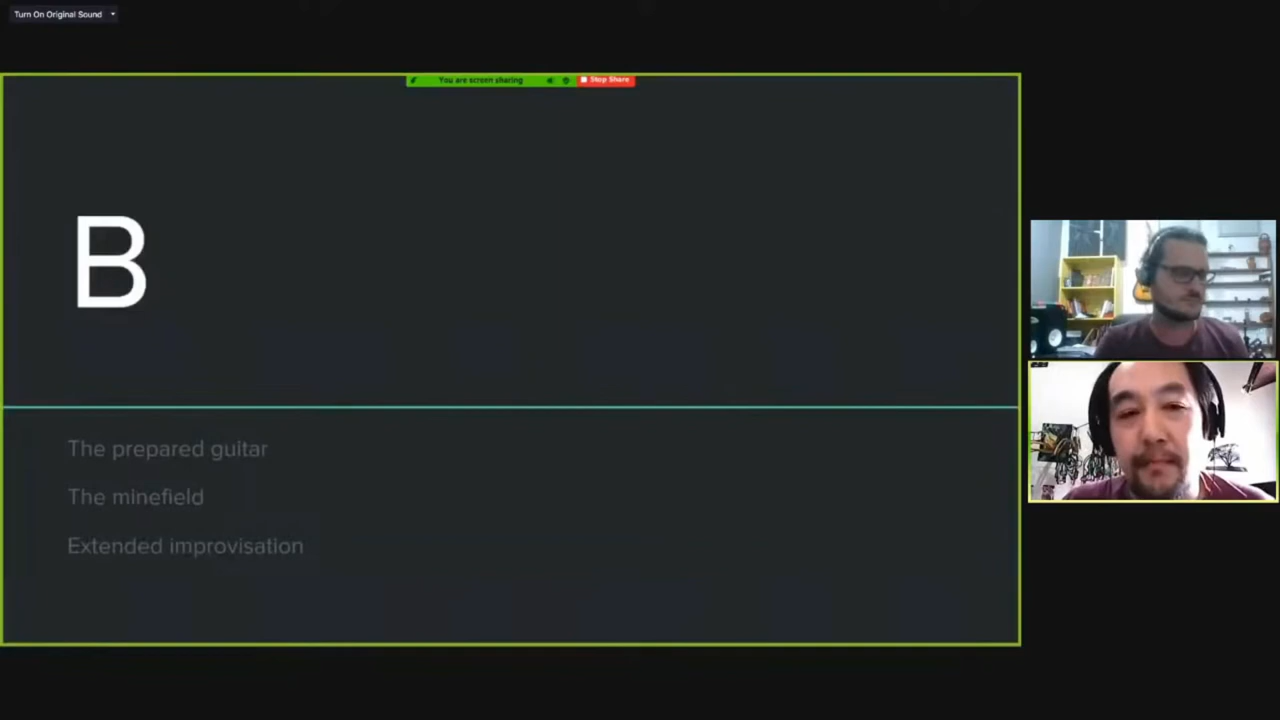 Turn On Original Sound
You are screen sharing
Stop Share
B
The prepared guitar
The minefield
Extended improvisation